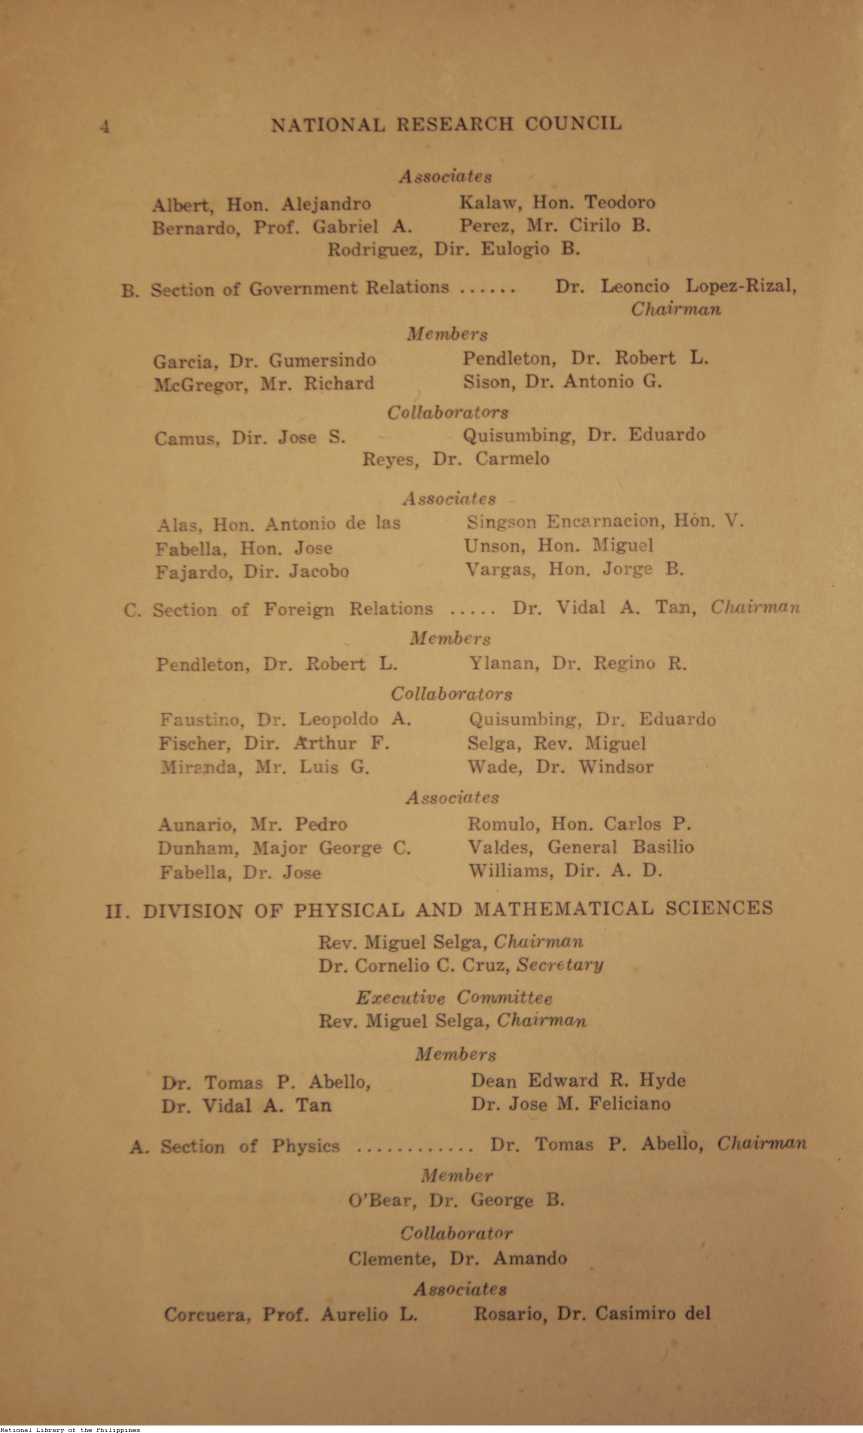 4 NATIONAL RESEARCH COUNCIL
Associates
Albert, Hon. Alejandro Kalaw, Hon. Teodoro
Bernardo, Prof. Gabriel A. Perez, Mr. Cirilo B.
Rodriguez, Dir. Eulogio B.
B. Section of Government Relations ...... Dr. Leoncio Lopez-Rizal,
Chairman
Members
Garcia, Dr. Gumersindo Pendleton, Dr. Robert L.
McGregor, Mr. Richard Sison, Dr. Antonio G.
Collaborators
Camus, Dir. Jose S. Quisumbing, Dr. Eduardo
Reyes, Dr. Carmelo
Associates
Alas, Hon. Antonio de las Singson Encarnacion, Hon. V.
Fabella, Hon. Jose Unson, Hon. Miguel
Fajardo, Dir. Jacobo Vargas, Hon. Jorge B.
C. Section of Foreign Relations ..... Dr. Vidal A. Tan, Chairman
Members
Pendleton, Dr. Robert L. Ylanan, Dr. Regino R.
Collaborators
Faustino, Dr. Leopoldo A. Quisumbing, Dr. Eduardo
Fischer, Dir. Arthur F. Selga, Rev. Miguel
Miranda, Mr. Luis G. Wade, Dr. Windsor
Associates
Aunario, Mr. Pedro Romulo, Hon. Carlos P.
Dunham, Major George C. Valdes, General Basilio
Fabella, Dr. Jose Williams, Dir. A. D.
II. DIVISION OF PHYSICAL AND MATHEMATICAL SCIENCES
Rev. Miguel Selga, Chairman
Dr. Cornelio C. Cruz, Secretary
Executive Committee
Rev. Miguel Selga, Chairman
Members
Dr. Tomas P. Abello, Dean Edward R. Hyde
Dr. Vidal A. Tan Dr. Jose M. Feliciano
A. Section of Physics ............ Dr. Tomas P. Abello, Chairman
Member
O'Bear, Dr. George B.
Collaborator
Clemente, Dr. Amando
Associates
Corcuera, Prof. Aurelio L. Rosario, Dr. Casimiro del
National Library of the Philippines